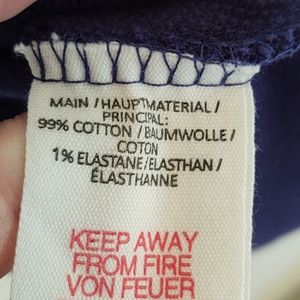 MAIN / HAUPTMATERIAL /
PRINCIPAL:
99% COTTON / BAUMWOLLE /
COTON
1% ELASTANE/ELASTHAN /
ÉLASTHANNE
KEEP AWAY
FROM FIRE
VON FEUER